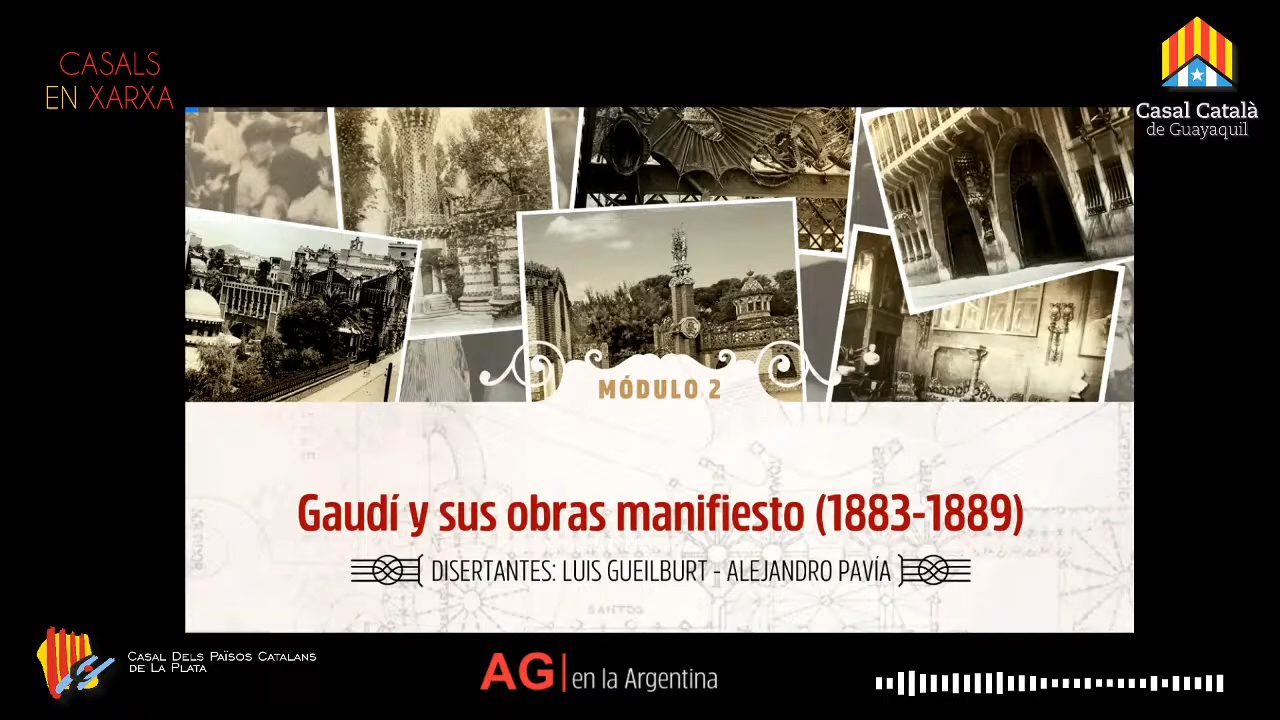 CASALS
EN XARXA
Casal Català
de Guayaquil
MÓDULO 2
Gaudí y sus obras manifiesto (1883-1889)
DISERTANTES: LUIS GUEILBURT - ALEJANDRO PAVÍA
SANTOS
CASAL DELS PAÏSOS CATALANS
DE LA PLATA
AG en la Argentina